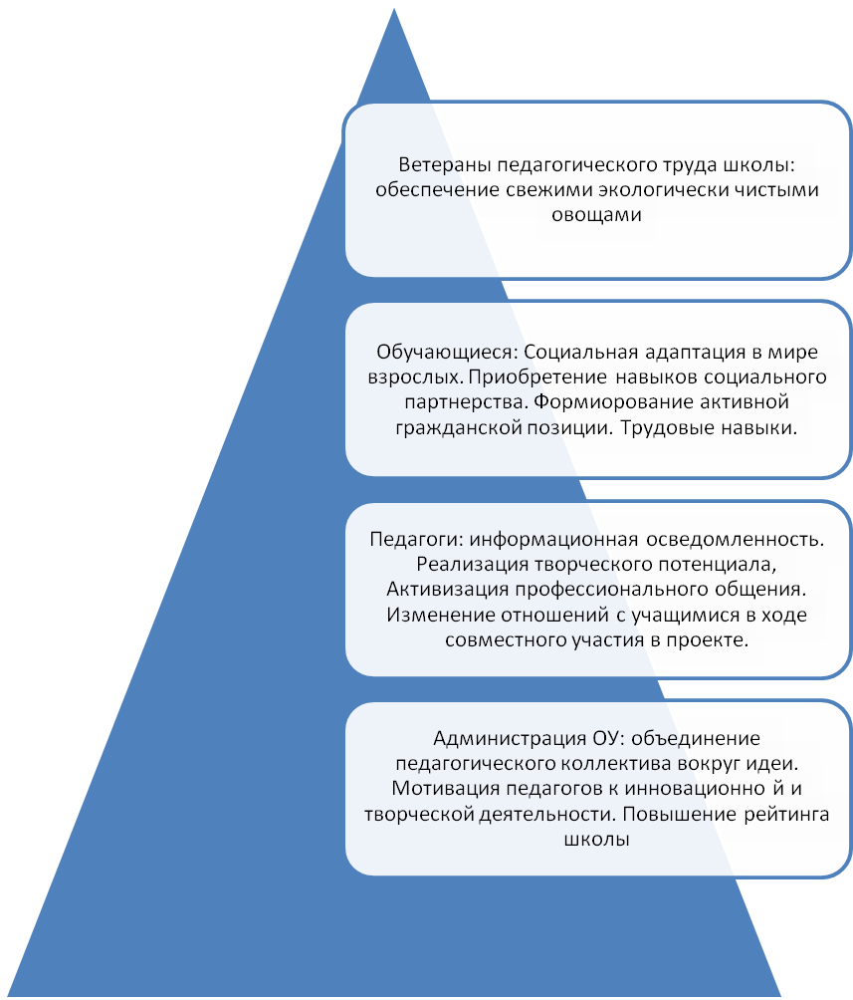 Ветераны педагогического труда школы:
обеспечение свежими экологически чистыми
овощами
Обучающиеся: Социальная адаптация в мире
взрослых. Приобретение навыков социального
партнерства. Формиорование активной
гражданской позиции. Трудовые навыки.
Педагоги: информационная осведомленность.
Реализация творческого потенциала,
Активизация профессионального общения.
Изменение отношений с учащимися в ходе
совместного участия в проекте.
Администрация ОУ: объединение
педагогического коллектива вокруг идеи.
Мотивация педагогов к инновационно й и
творческой деятельности. Повышение рейтинга
школы